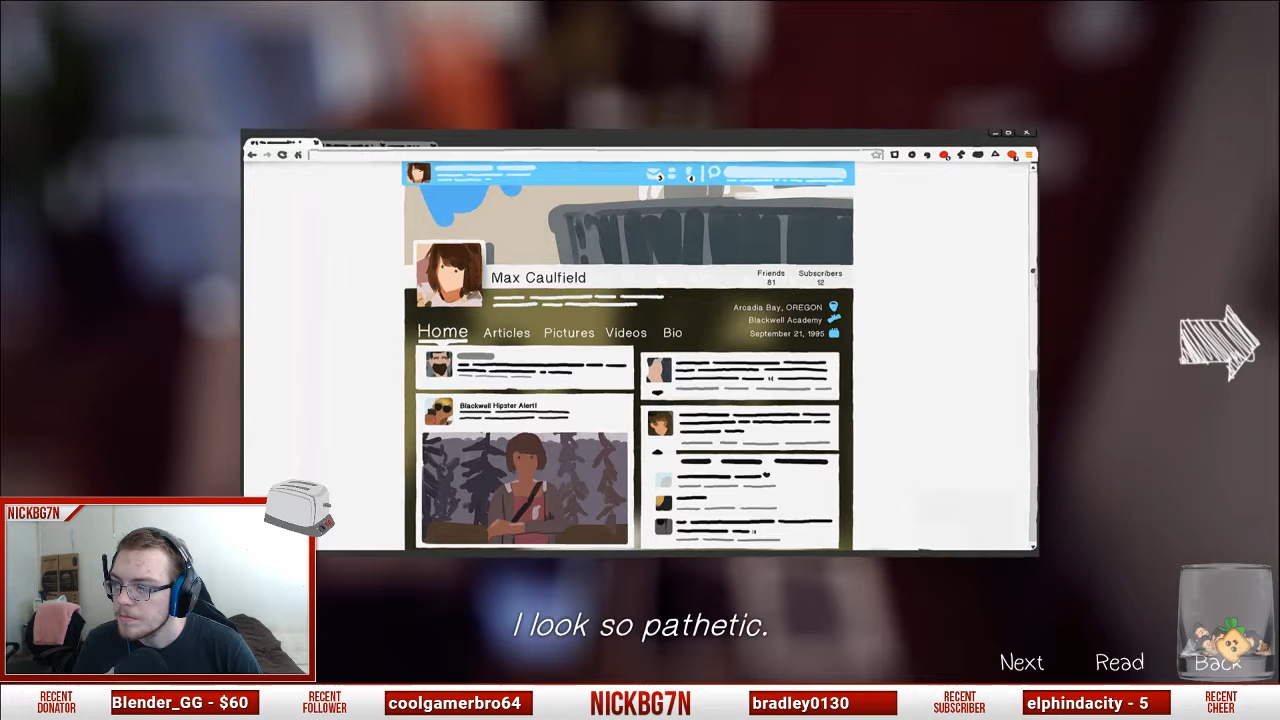 Max Caulfield
Friends
81
Subscribers
12
Arcadia Bay, OREGON
Blackwell Academy
September 21, 1995
Home Articles Pictures Videos Bio
Blackwell Hipster Alert!
NICKBG7N
I look so pathetic.
Next Read Back
RECENT DONATOR
Blender_GG - $60
RECENT FOLLOWER
coolgamerbro64
NICKBG7N
bradley0130
RECENT SUBSCRIBER
elphindacity - 5
RECENT CHEER